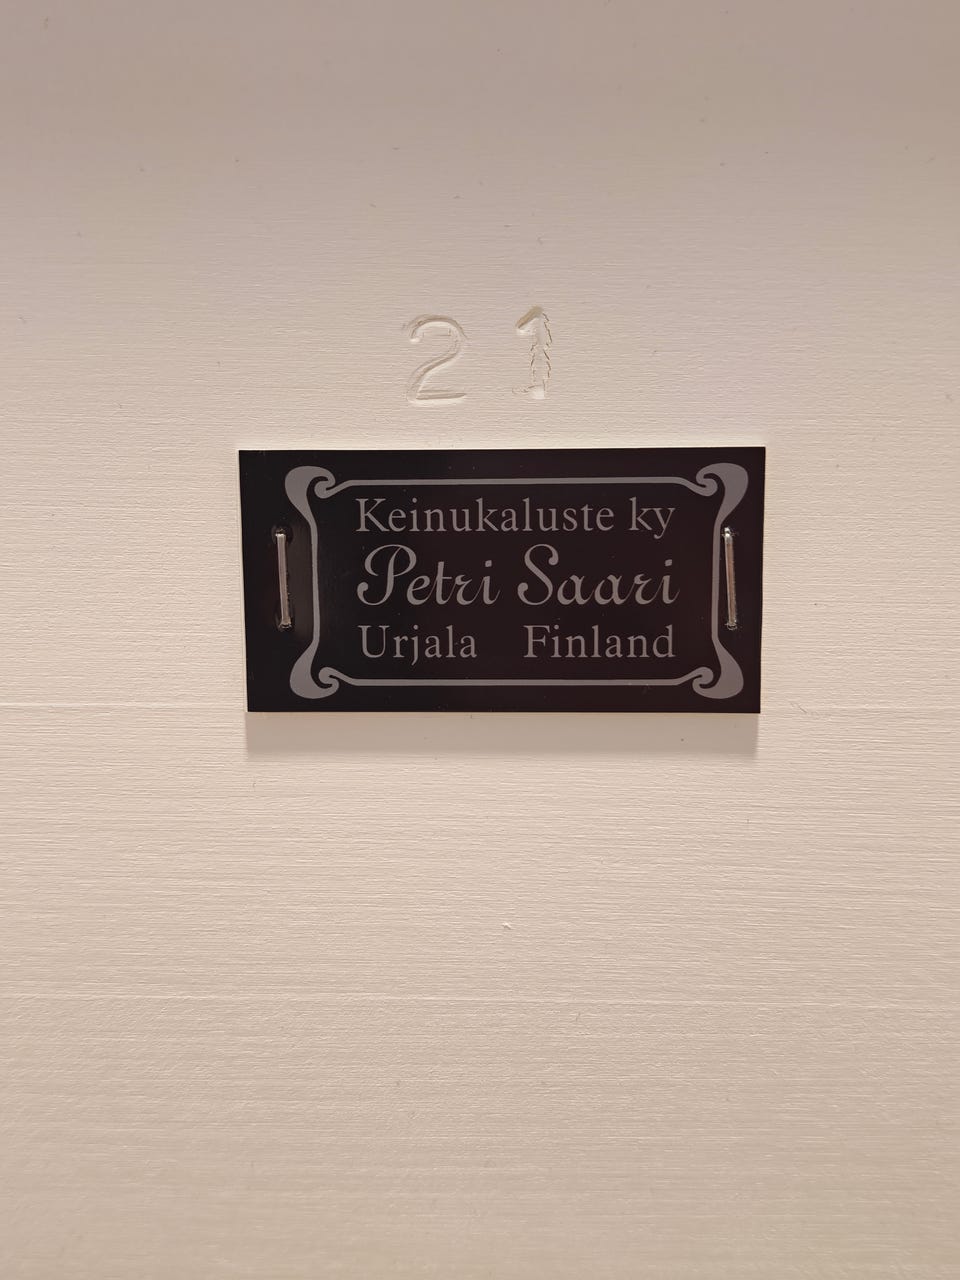 21
Keinukaluste ky
Petri Saari
Urjala Finland